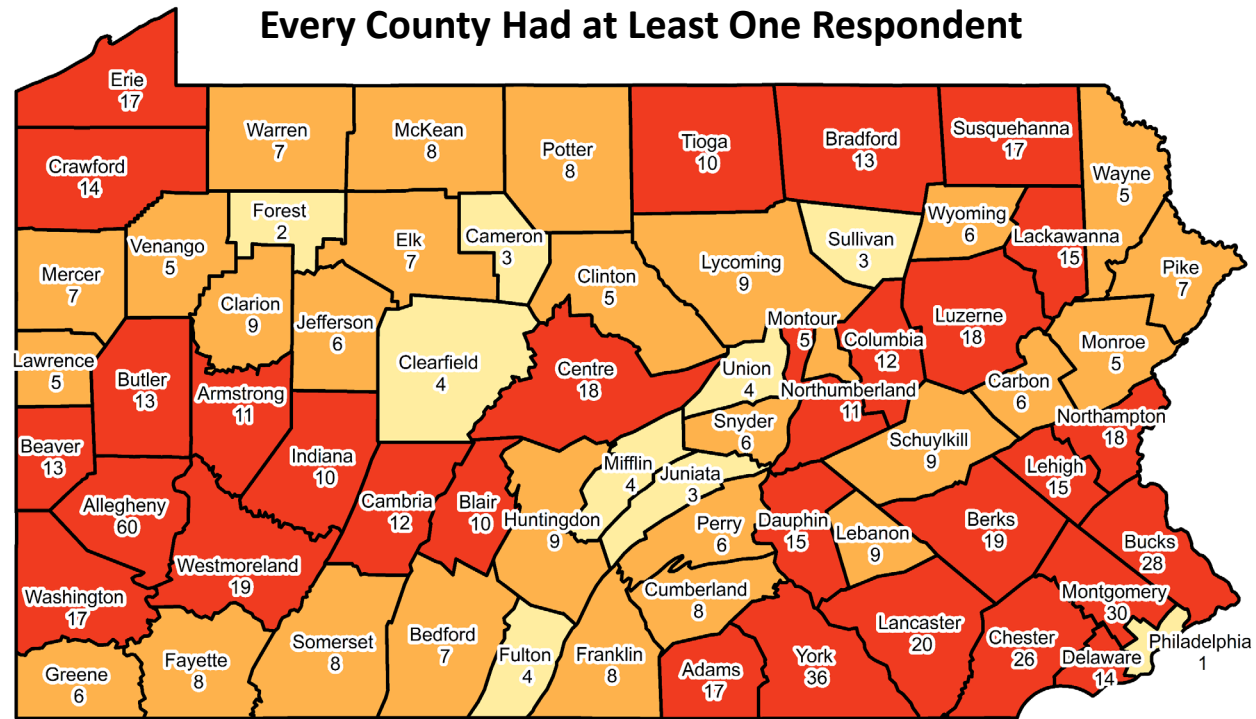 Every County Had at Least One Respondent
Erie
17
Crawford
14
Warren
7
McKean
8
Potter
8
Tioga
10
Bradford
13
Susquehanna
17
Wayne
5
Forest
2
Venango
5
Mercer
7
Clarion
9
Elk
7
Cameron
3
Jefferson
6
Clinton
5
Lycoming
9
Sullivan
3
Wyoming
6
Lackawanna
15
Pike
7
Lawrence
5
Butler
13
Armstrong
11
Clearfield
4
Centre
18
Union
4
Montour
5
Columbia
12
Luzerne
18
Monroe
5
Carbon
6
Northumberland
11
Northampton
18
Snyder
6
Schuylkill
9
Lehigh
15
Beaver
13
Allegheny
60
Indiana
10
Cambria
12
Blair
10
Huntingdon
9
Mifflin
4
Juniata
3
Perry
6
Dauphin
15
Lebanon
9
Berks
19
Bucks
28
Westmoreland
19
Washington
17
Cumberland
8
Montgomery
30
Greene
6
Fayette
8
Somerset
8
Bedford
7
Fulton
4
Franklin
8
Adams
17
York
36
Lancaster
20
Chester
26
Delaware
14
Philadelphia
1